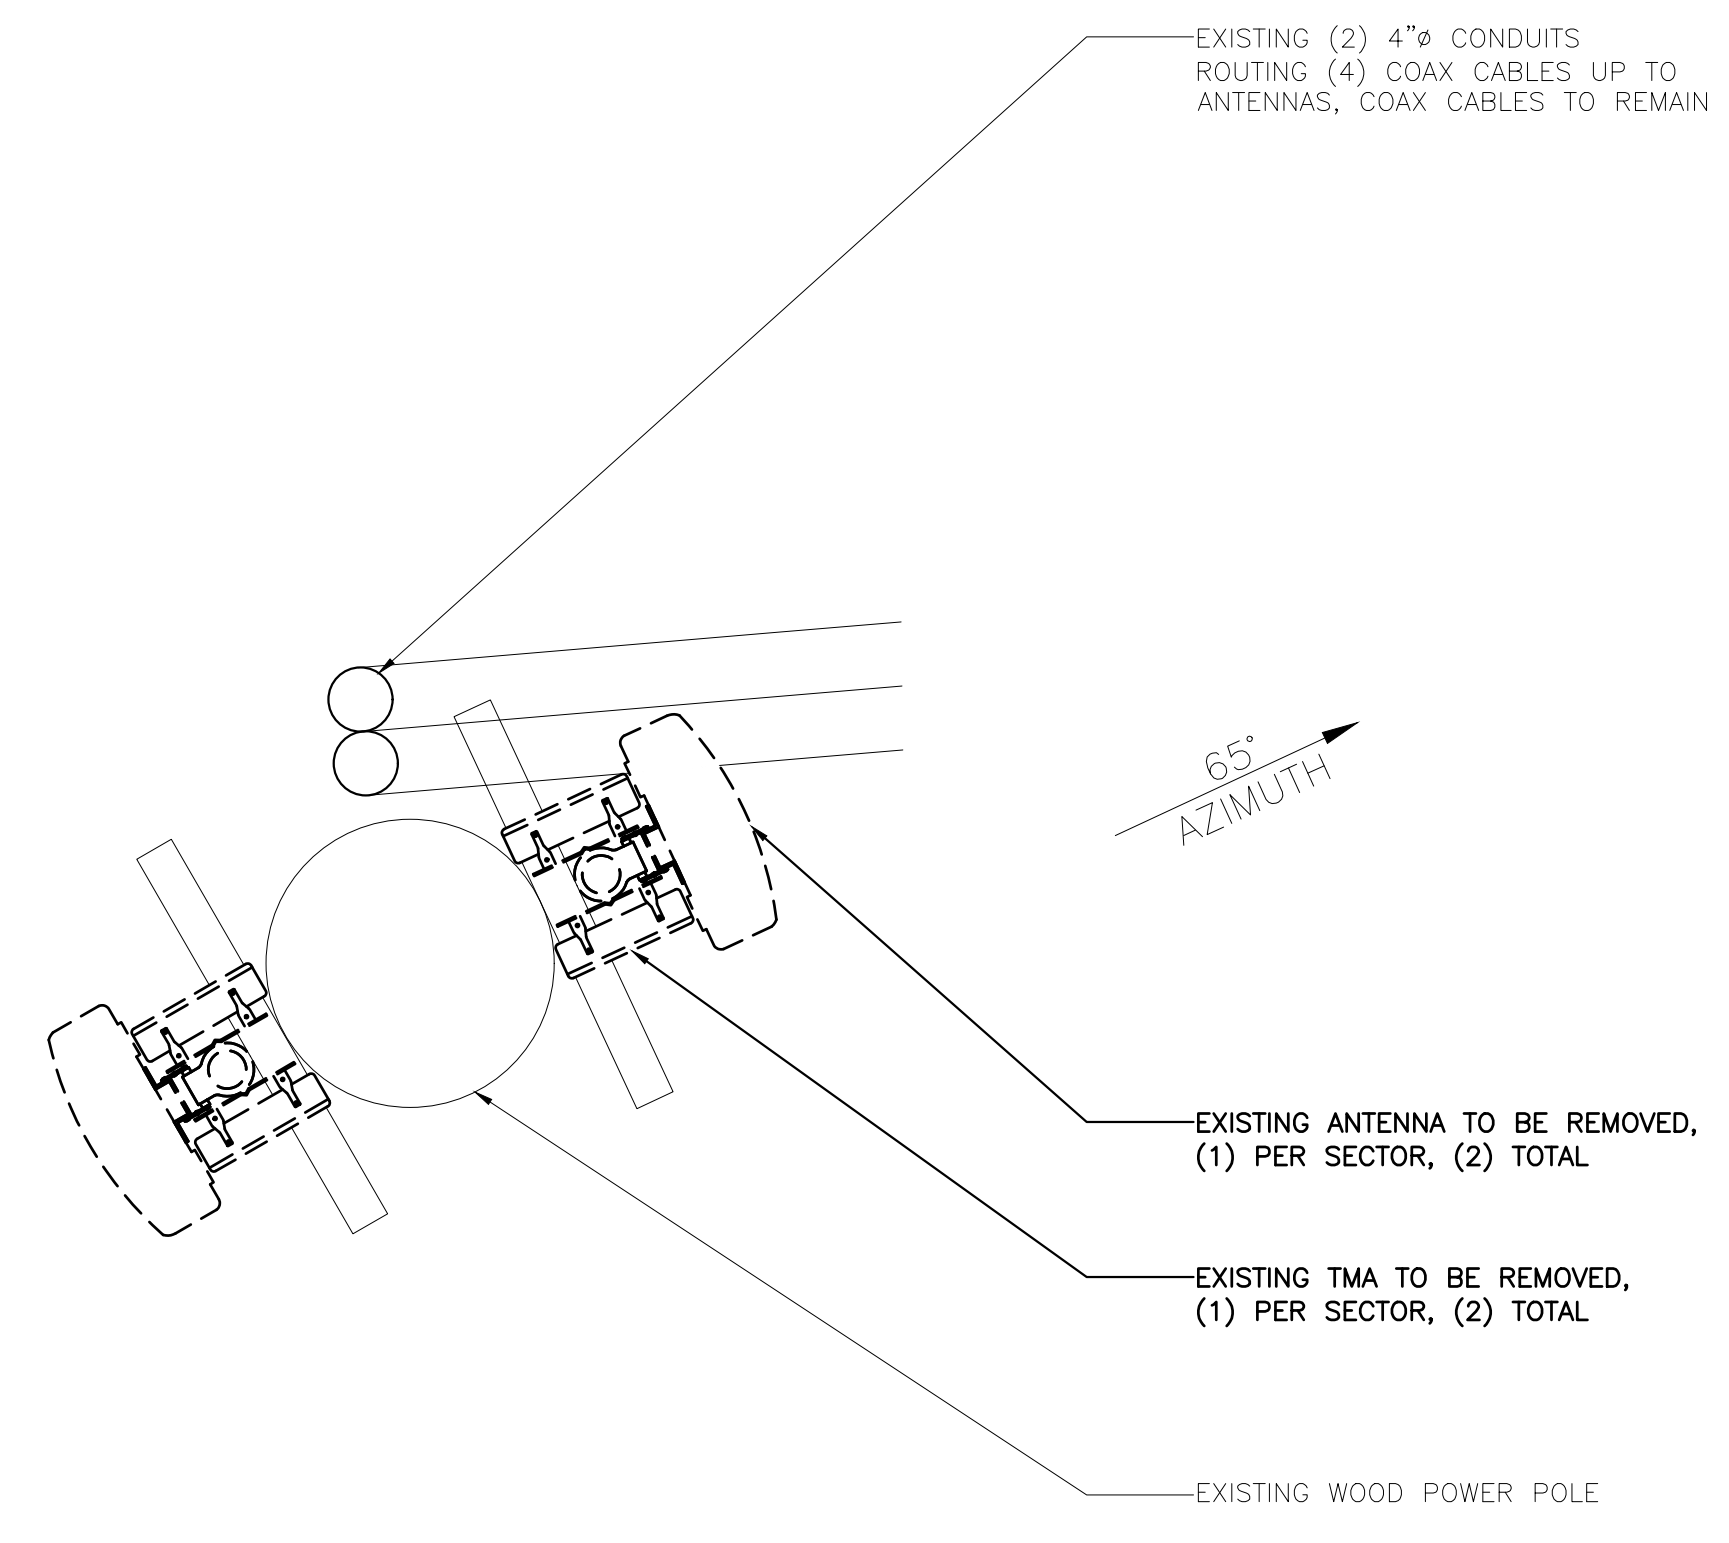 EXISTING (2) 4"ø CONDUITS
ROUTING (4) COAX CABLES UP TO
ANTENNAS, COAX CABLES TO REMAIN
65°
AZIMUTH
EXISTING ANTENNA TO BE REMOVED,
(1) PER SECTOR, (2) TOTAL
EXISTING TMA TO BE REMOVED,
(1) PER SECTOR, (2) TOTAL
EXISTING WOOD POWER POLE